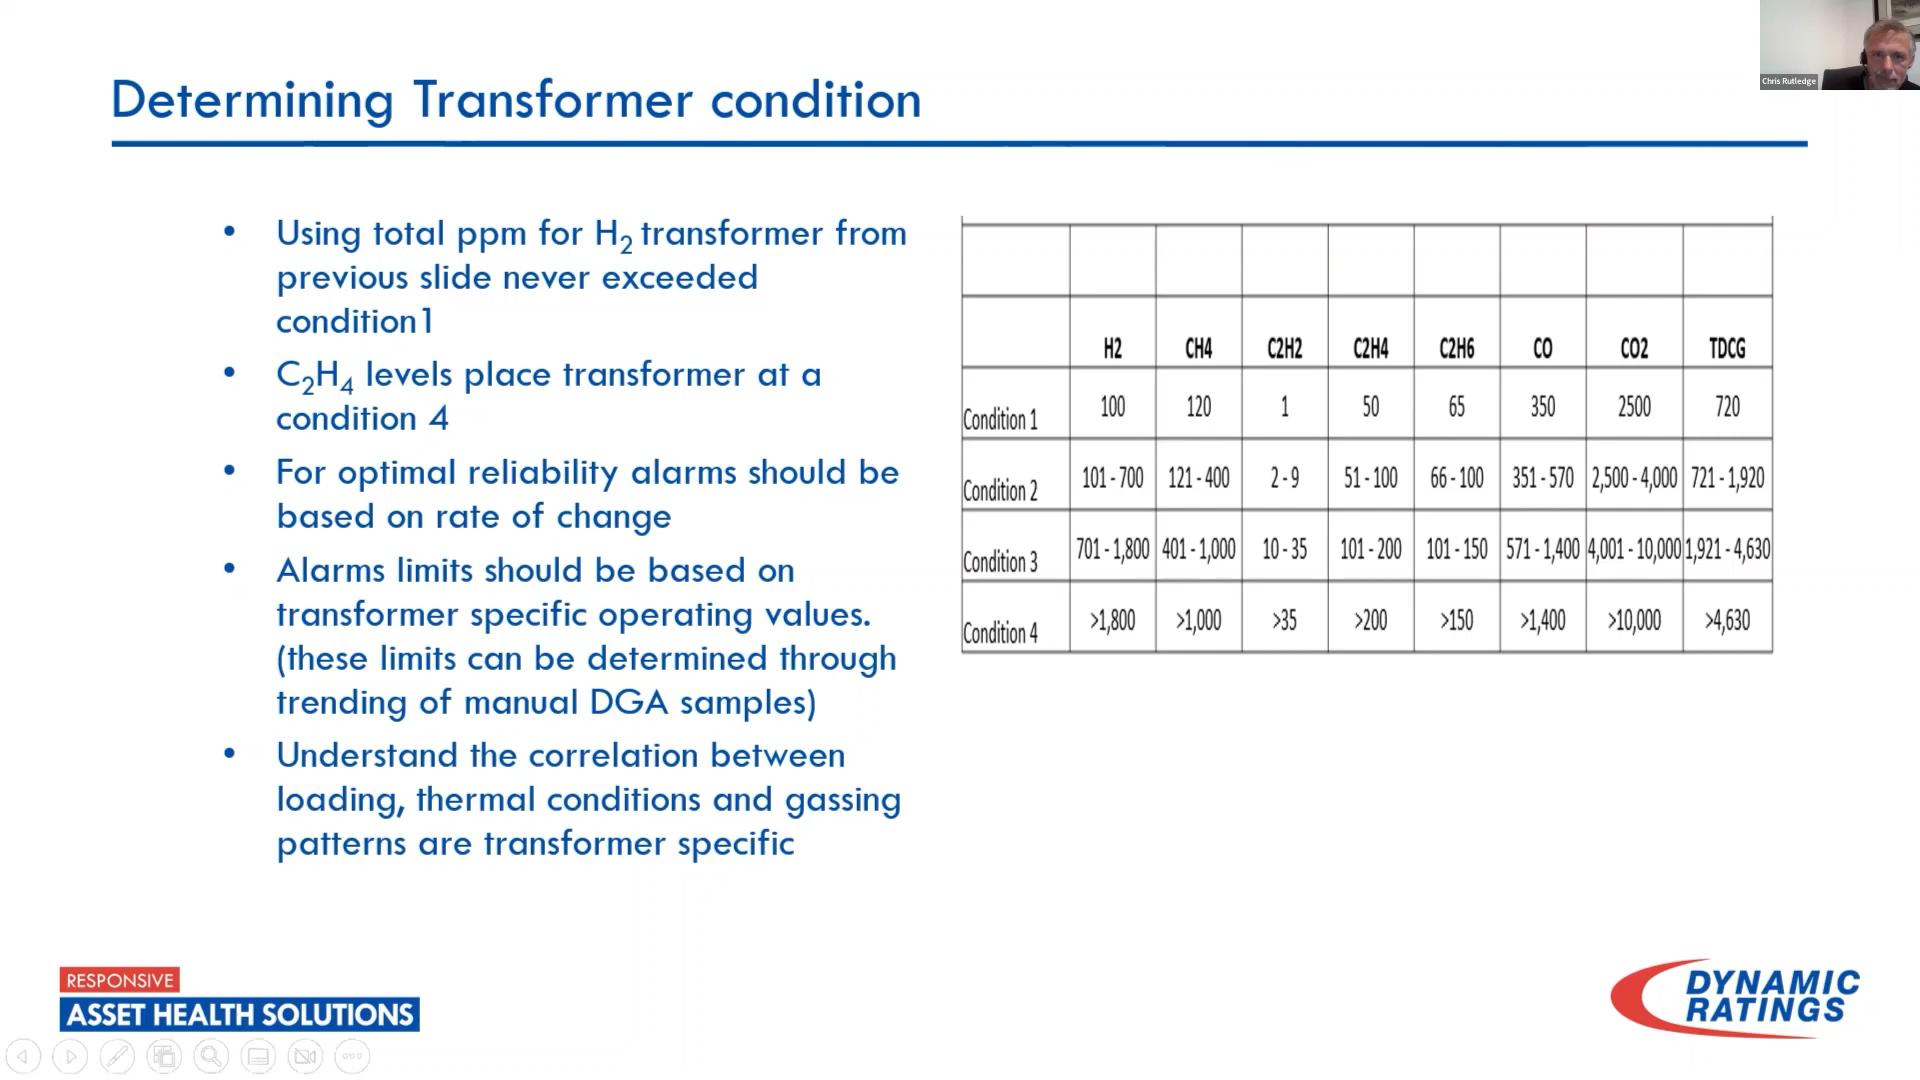 Chris Rutledge
Determining Transformer condition
• Using total ppm for H2 transformer from
previous slide never exceeded
condition1
• C2H4 levels place transformer at a
condition 4
• For optimal reliability alarms should be
based on rate of change
• Alarms limits should be based on
transformer specific operating values.
(these limits can be determined through
trending of manual DGA samples)
• Understand the correlation between
loading, thermal conditions and gassing
patterns are transformer specific
H2 CH4 C2H2 C2H4 C2H6 CO CO2 TDCG
Condition 1 100 120 1 50 65 350 2500 720
Condition 2 101 - 700 121 - 400 2 - 9 51 - 100 66 - 100 351 - 570 2,500 - 4,000 721 - 1,920
Condition 3 701 - 1,800 401 - 1,000 10 - 35 101 - 200 101 - 150 571 - 1,400 4,001 - 10,000 1,921 - 4,630
Condition 4 >1,800 >1,000 >35 >200 >150 >1,400 >10,000 >4,630
RESPONSIVE
ASSET HEALTH SOLUTIONS
DYNAMIC
RATINGS